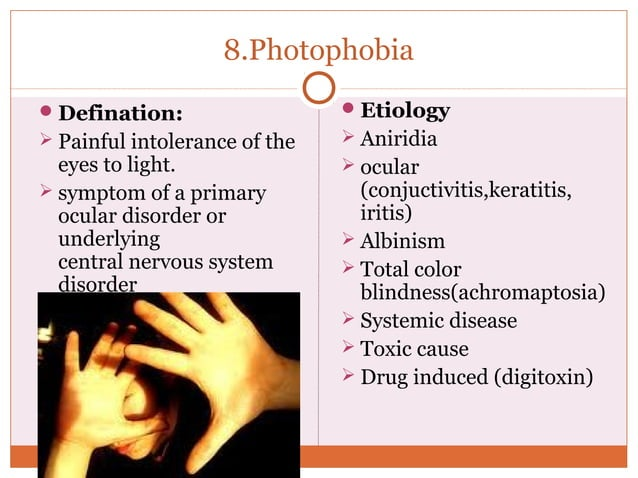 8.Photophobia
Defination:
Painful intolerance of the
eyes to light.
symptom of a primary
ocular disorder or
underlying
central nervous system
disorder
Etiology
Aniridia
ocular
(conjuctivitis,keratitis,
iritis)
Albinism
Total color
blindness(achromaptosia)
Systemic disease
Toxic cause
Drug induced (digitoxin)